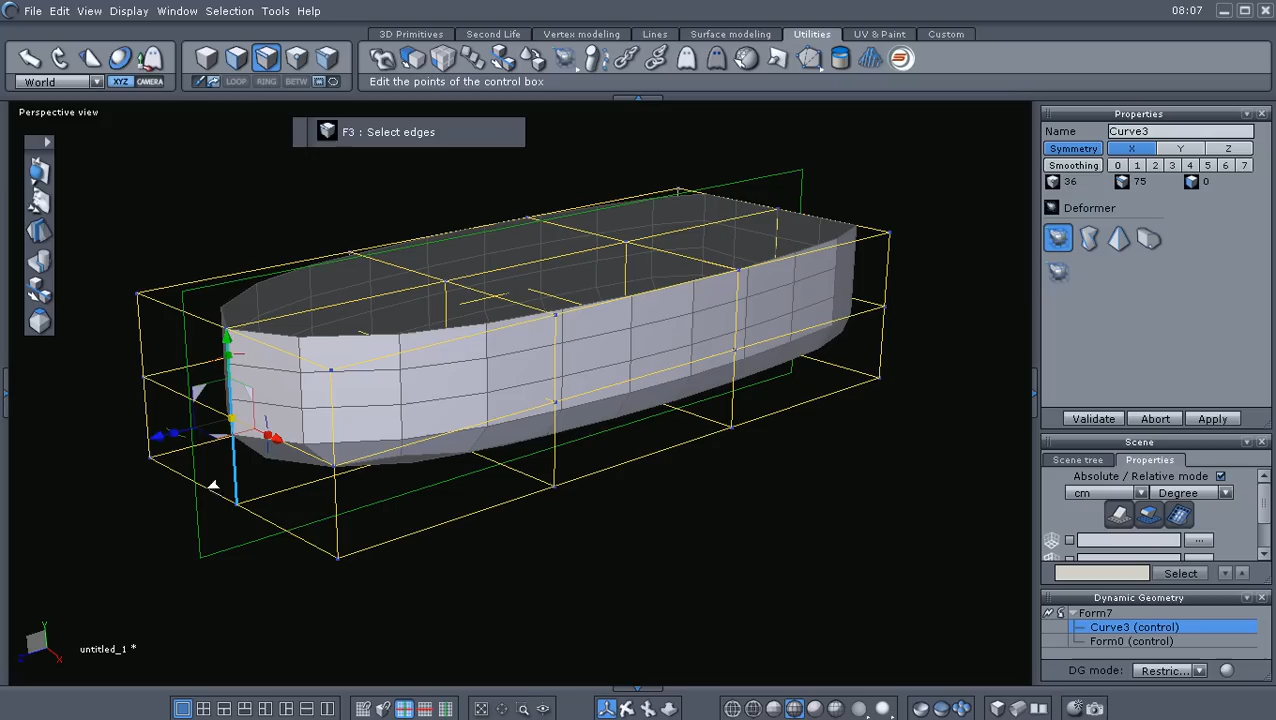 File Edit View Display Window Selection Tools Help 08:07
3D Primitives Second Life Vertex modeling Lines Surface modeling Utilities UV & Paint Custom
World XYZ CAMERA LOOP RING BETW Edit the points of the control box
Perspective view
F3 : Select edges
Properties
Name Curve3
Symmetry X Y Z
Smoothing 0 1 2 3 4 5 6 7
36 75 0
Deformer
Validate Abort Apply
Scene
Scene tree Properties
Absolute / Relative mode
cm Degree
...
Select
Dynamic Geometry
Form7
Curve3 (control)
Form0 (control)
DG mode: Restric...
Y
Z X
untitled_1 *